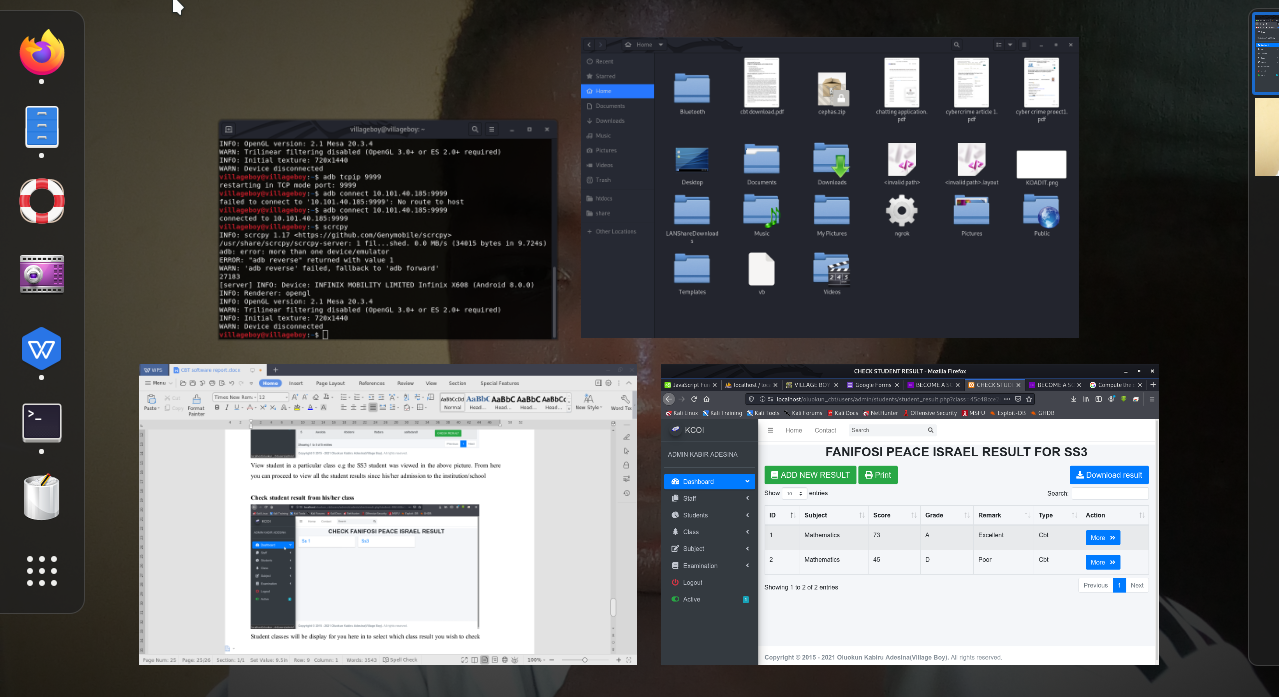 villageboy@villageboy: ~
INFO: OpenGL version: 2.1 Mesa 20.3.4
WARN: Trilinear filtering disabled (OpenGL 3.0+ or ES 2.0+ required)
INFO: Initial texture: 720x1440
WARN: Device disconnected
villageboy@villageboy:~$ adb tcpip 9999
restarting in TCP mode port: 9999
villageboy@villageboy:~$ adb connect 10.101.40.185:9999
failed to connect to '10.101.40.185:9999': No route to host
villageboy@villageboy:~$ adb connect 10.101.40.185:9999
connected to 10.101.40.185:9999
villageboy@villageboy:~$ scrcpy
INFO: scrcpy 1.17 <https://github.com/Genymobile/scrcpy>
/usr/share/scrcpy/scrcpy-server: 1 fil...shed. 0.0 MB/s (34015 bytes in 9.724s)
adb: error: more than one device/emulator
ERROR: "adb reverse" returned with value 1
WARN: 'adb reverse' failed, fallback to 'adb forward'
27183
[server] INFO: Device: INFINIX MOBILITY LIMITED Infinix X608 (Android 8.0.0)
INFO: Renderer: opengl
INFO: OpenGL version: 2.1 Mesa 20.3.4
WARN: Trilinear filtering disabled (OpenGL 3.0+ or ES 2.0+ required)
INFO: Initial texture: 720x1440
WARN: Device disconnected
villageboy@villageboy:~$
Home
Recent
Starred
Home
Documents
Downloads
Music
Pictures
Videos
Trash
htdocs
share
Other Locations
Bluetooth
cbt download.pdf
cephas.zip
chatting application.pdf
cybercrime article 1.pdf
cyber crime proect1.pdf
Desktop
Documents
Downloads
<invalid path>
<invalid path>.layout
KOADIT.png
LANShareDownloads
Music
My Pictures
ngrok
Pictures
Public
Templates
vb
Videos
WPS
CBT software report.docx
Menu
Home Insert Page Layout References Review View Section Special Features
Paste
Format Painter
Times New Rom... 12
AaBbCcDd AaBb AaBbC AaBbC
Normal Head... Head... Head...
New Style
Word To
View student is a particular class e.g the SS3 student was viewed in the above picture. From here
you can proceed to view all the student results since his/her admission to the institution/school
Check student result from his/her class
KCOI
CHECK FANIFOSI PEACE ISRAEL RESULT
Ss 1
Ss3
Student classes will be display for you here in to select which class result you wish to check
Page Num: 25 Page: 23/26 Section: 1/1 Set Value: 8.5in Row: 8 Column: 1 Words: 3543 Spell Check
100%
CHECK STUDENT RESULT - Mozilla Firefox
localhost /
VILLAGE BOY
Google Forms
BECOME A S
CHECK STUD
BECOME A SC
Kali Linux Kali Training Kali Tools Kali Forums Kali Docs NetHunter Offensive Security MSFU Exploit-DB GHDB
KCOI
Home Contact Search
ADMIN KABIR ADESINA
Dashboard
Staff
Students
Class
Subject
Examination
Logout
Active
FANIFOSI PEACE ISRAEL RESULT FOR SS3
ADD NEW RESULT Print Download result
Show 10 entries Search:
ID Subject Score Grade Remark Type Action
1 Mathematics 73 A Excellent Cbt More
2 Mathematics 45 D Poor Cbt More
Showing 1 to 2 of 2 entries Previous 1 Next
Copyright © 2015 - 2021 Oluokun Kabiru Adesina(Village Boy). All rights reserved.